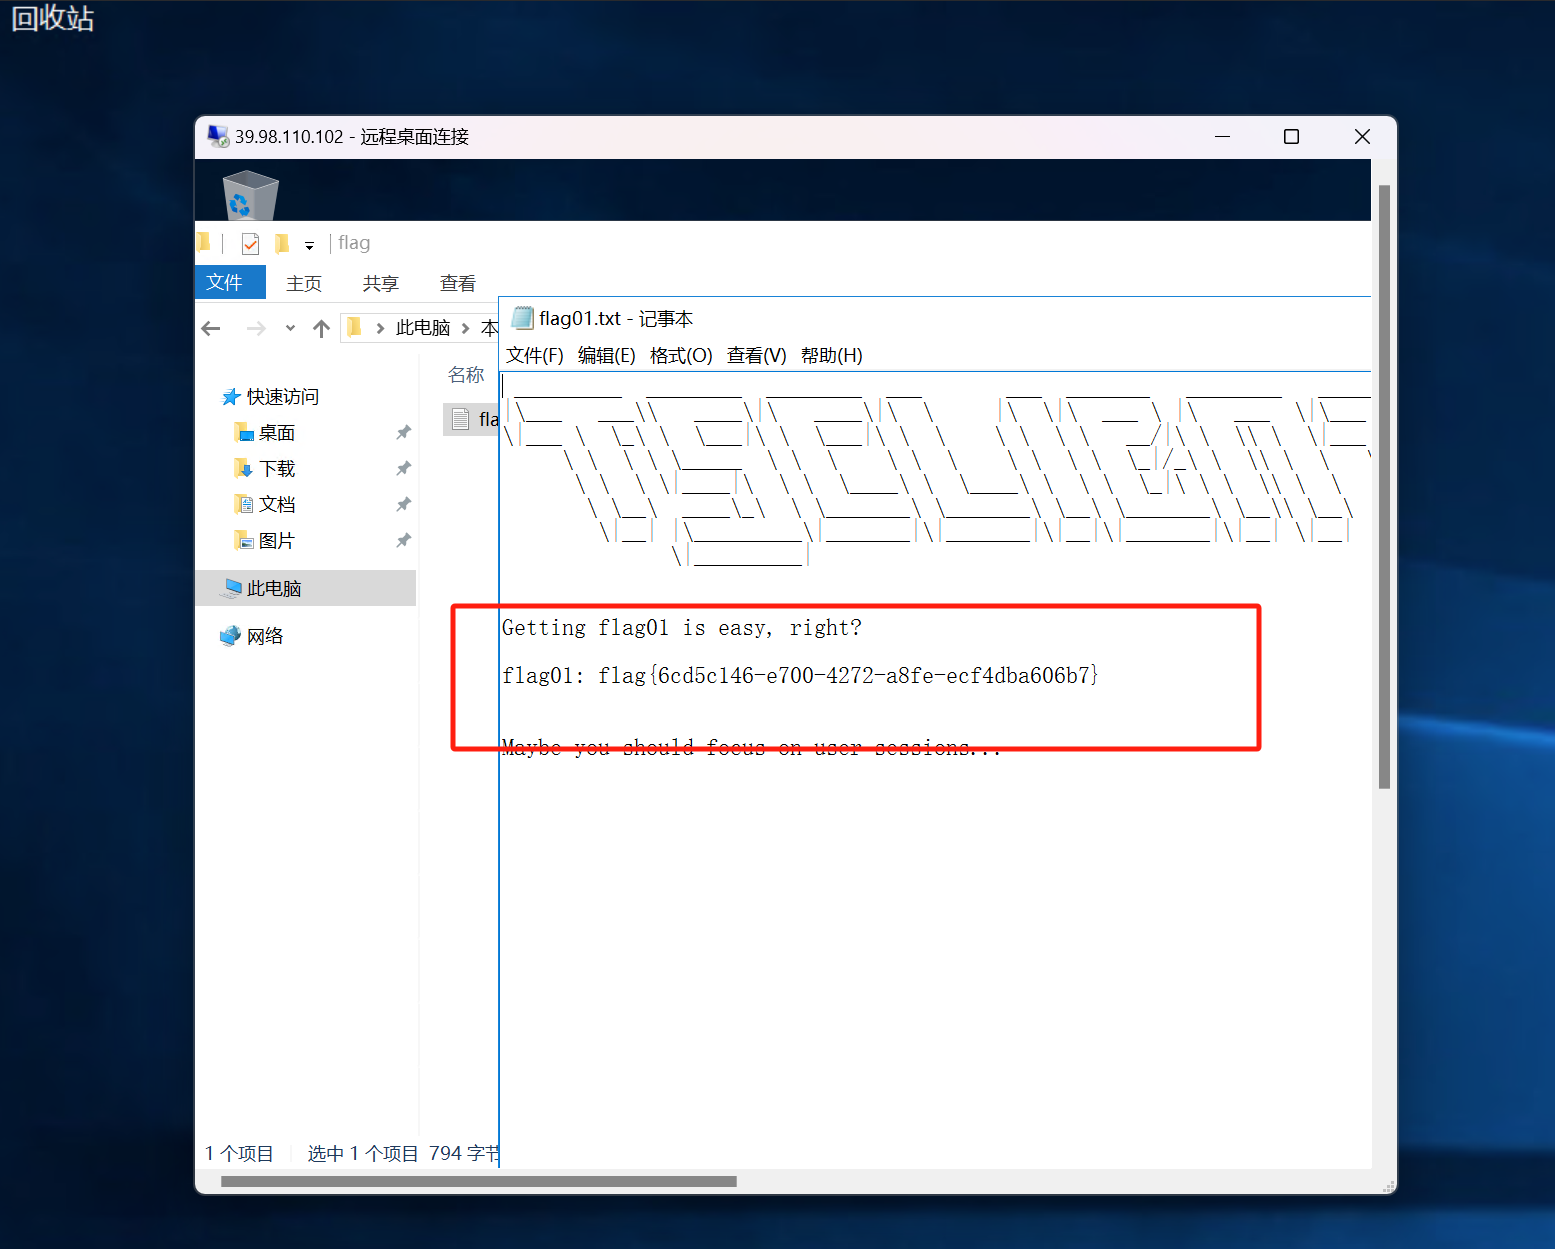 回收站
39.98.110.102 - 远程桌面连接
flag
文件 主页 共享 查看
此电脑 本
名称
fla
快速访问
桌面
下载
文档
图片
此电脑
网络
1 个项目 选中 1 个项目 794 字节
flag01.txt - 记事本
文件(F) 编辑(E) 格式(O) 查看(V) 帮助(H)
Getting flag01 is easy, right?
flag01: flag{6cd5c146-e700-4272-a8fe-ecf4dba606b7}
Maybe you should focus on user sessions...